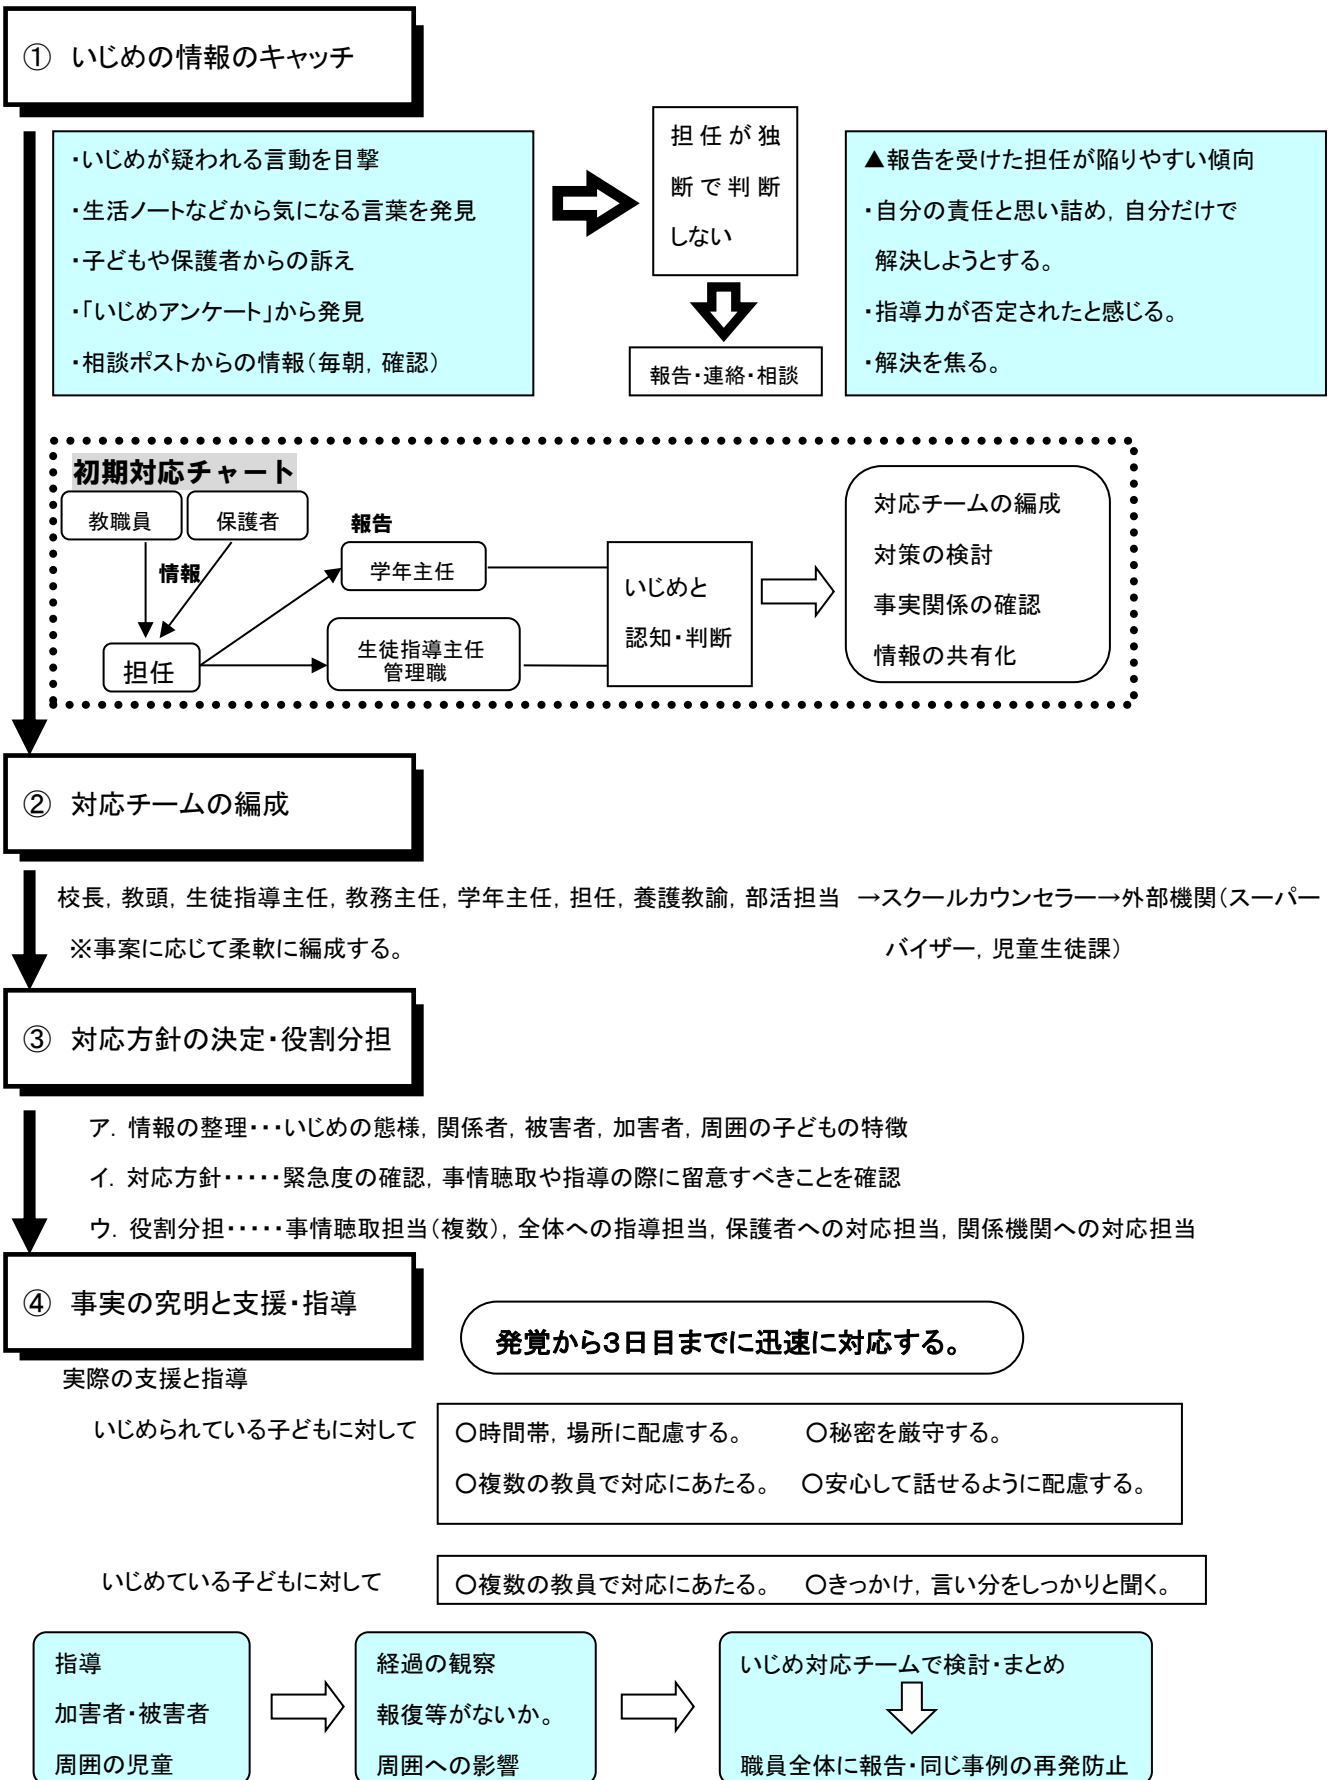 ① いじめの情報のキャッチ
・いじめが疑われる言動を目撃
・生活ノートなどから気になる言葉を発見
・子どもや保護者からの訴え
・「いじめアンケート」から発見
・相談ポストからの情報（毎朝，確認）
担任が独
断で判断
しない
報告・連絡・相談
▲報告を受けた担任が陥りやすい傾向
・自分の責任と思い詰め，自分だけで
解決しようとする。
・指導力が否定されたと感じる。
・解決を焦る。
初期対応チャート
教職員
保護者
情報
担任
報告
学年主任
生徒指導主任
管理職
いじめと
認知・判断
対応チームの編成
対策の検討
事実関係の確認
情報の共有化
② 対応チームの編成
校長，教頭，生徒指導主任，教務主任，学年主任，担任，養護教諭，部活担当 →スクールカウンセラー→外部機関（スーパー
※事案に応じて柔軟に編成する。 バイザー，児童生徒課）
③ 対応方針の決定・役割分担
ア．情報の整理・・・いじめの態様，関係者，被害者，加害者，周囲の子どもの特徴
イ．対応方針・・・・・緊急度の確認，事情聴取や指導の際に留意すべきことを確認
ウ．役割分担・・・・・事情聴取担当（複数），全体への指導担当，保護者への対応担当，関係機関への対応担当
④ 事実の究明と支援・指導
発覚から３日目までに迅速に対応する。
実際の支援と指導
いじめられている子どもに対して
○時間帯，場所に配慮する。 ○秘密を厳守する。
○複数の教員で対応にあたる。 ○安心して話せるように配慮する。
いじめている子どもに対して
○複数の教員で対応にあたる。 ○きっかけ，言い分をしっかりと聞く。
指導
加害者・被害者
周囲の児童
経過の観察
報復等がないか。
周囲への影響
いじめ対応チームで検討・まとめ
職員全体に報告・同じ事例の再発防止